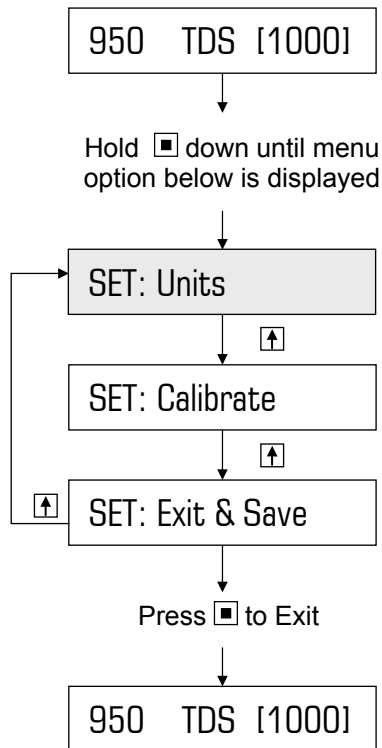 950 TDS [1000]
Hold ▣ down until menu
option below is displayed
SET: Units
SET: Calibrate
SET: Exit & Save
Press ▣ to Exit
950 TDS [1000]